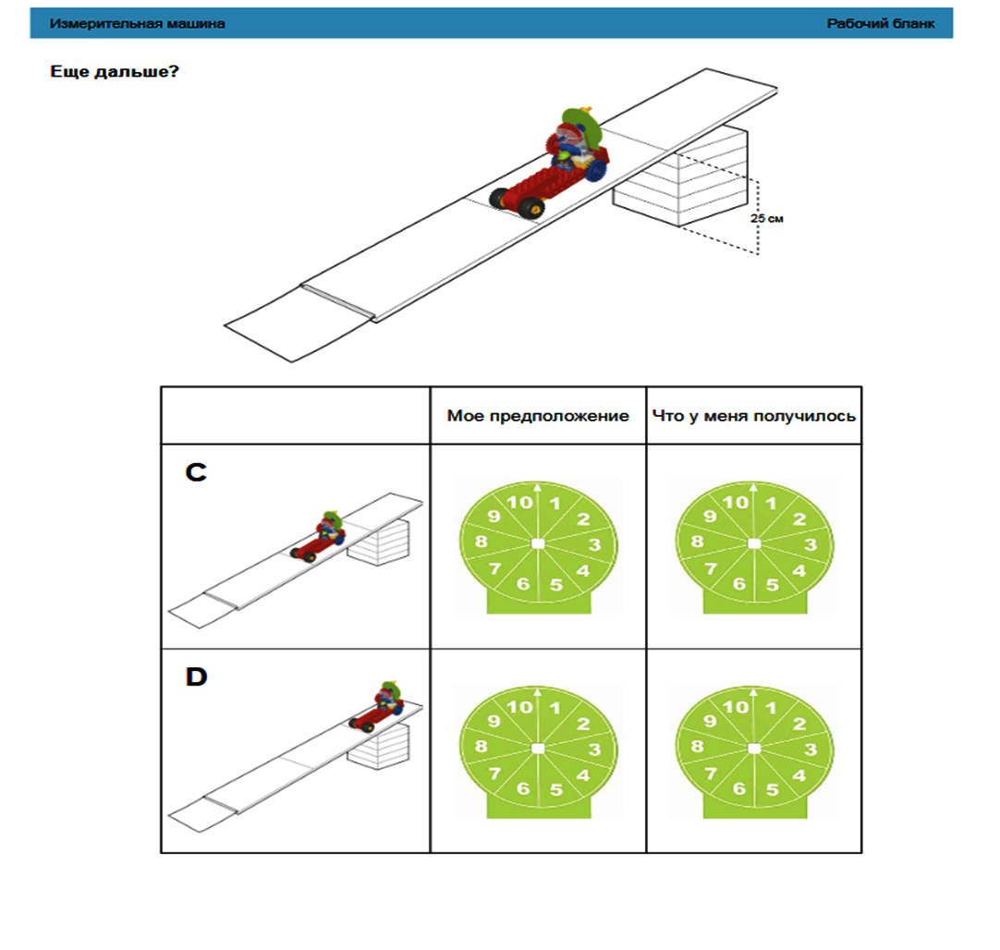 Измерительная машина
Рабочий бланк
Еще дальше?
25 см
Мое предположение
Что у меня получилось
C
10 1
9 2
8 3
7 4
6 5
10 1
9 2
8 3
7 4
6 5
D
10 1
9 2
8 3
7 4
6 5
10 1
9 2
8 3
7 4
6 5